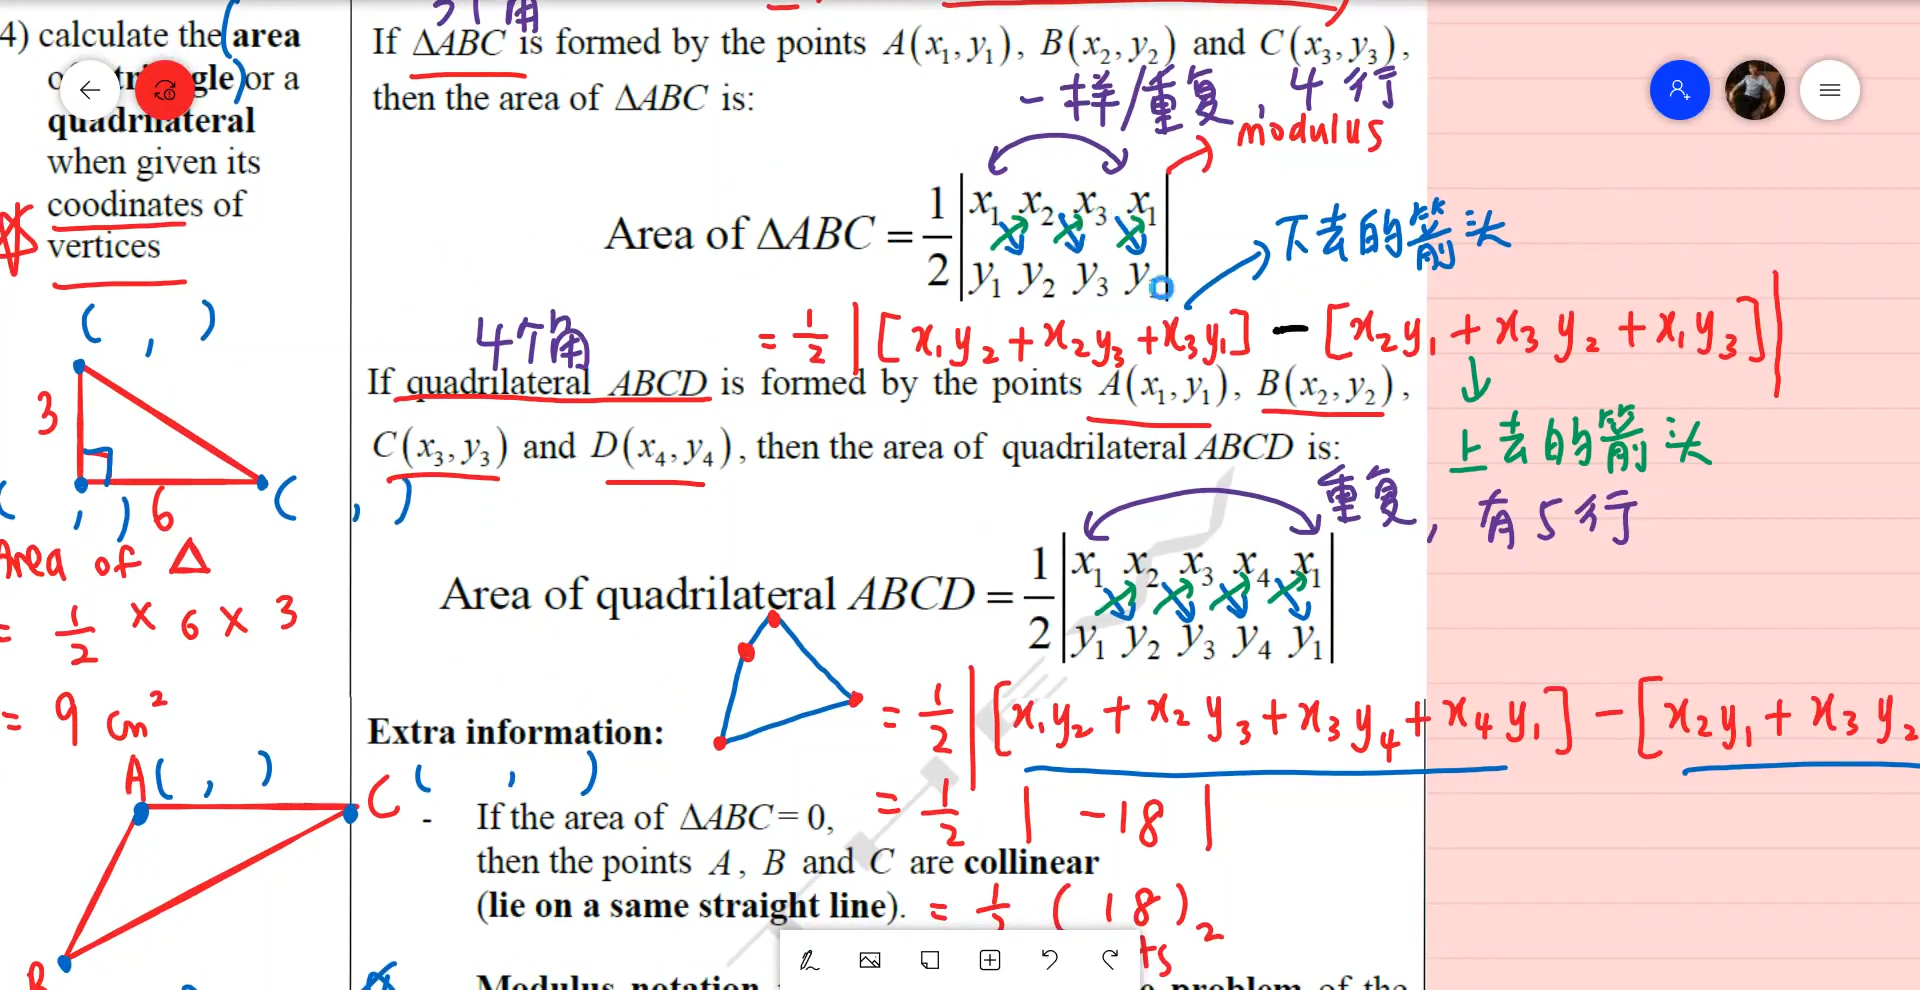 4) calculate the (area
or a
quadrilateral
when given its
coodinates of
vertices
( , )
3
6
( , )
Area of Δ
= 1/2 × 6 × 3
= 9 cm²
A( , )
C ( , )
B
If ΔABC is formed by the points A(x₁, y₁), B(x₂, y₂) and C(x₃, y₃),
then the area of ΔABC is:
一样/重复, 4行
modulus
Area of ΔABC = 1/2 |x₁ x₂ x₃ x₁
y₁ y₂ y₃ y₁|
下去的箭头
= 1/2 |[x₁y₂ + x₂y₃ + x₃y₁] − [x₂y₁ + x₃y₂ + x₁y₃]|
上去的箭头
4个角
If quadrilateral ABCD is formed by the points A(x₁, y₁), B(x₂, y₂),
C(x₃, y₃) and D(x₄, y₄), then the area of quadrilateral ABCD is:
重复, 有5行
Area of quadrilateral ABCD = 1/2 |x₁ x₂ x₃ x₄ x₁
y₁ y₂ y₃ y₄ y₁|
= 1/2 |[x₁y₂ + x₂y₃ + x₃y₄ + x₄y₁] − [x₂y₁ + x₃y₂
= 1/2 | −18 |
Extra information:
- If the area of ΔABC = 0,
then the points A, B and C are collinear
(lie on a same straight line).
= 1/2 (18)
ts²
Modulus notation
problem of the